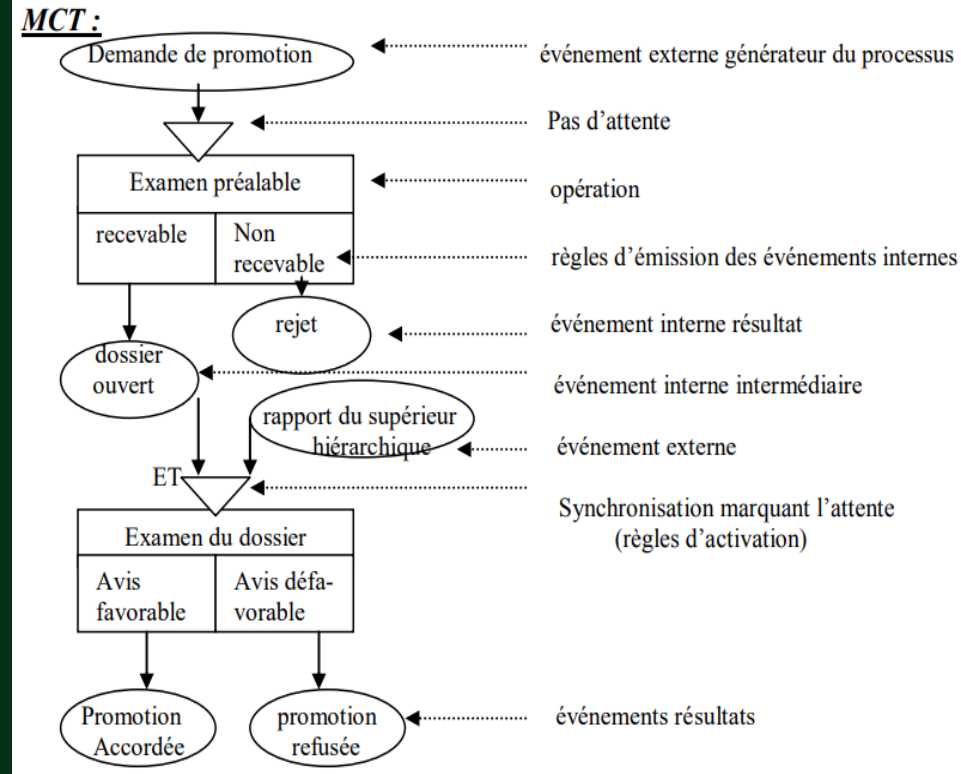 MCT :
Demande de promotion
événement externe générateur du processus
Pas d'attente
Examen préalable
opération
recevable
Non
recevable
règles d'émission des événements internes
rejet
événement interne résultat
dossier
ouvert
événement interne intermédiaire
rapport du supérieur
hiérarchique
événement externe
ET
Synchronisation marquant l'attente
(règles d'activation)
Examen du dossier
Avis
favorable
Avis défa-
vorable
Promotion
Accordée
promotion
refusée
événements résultats